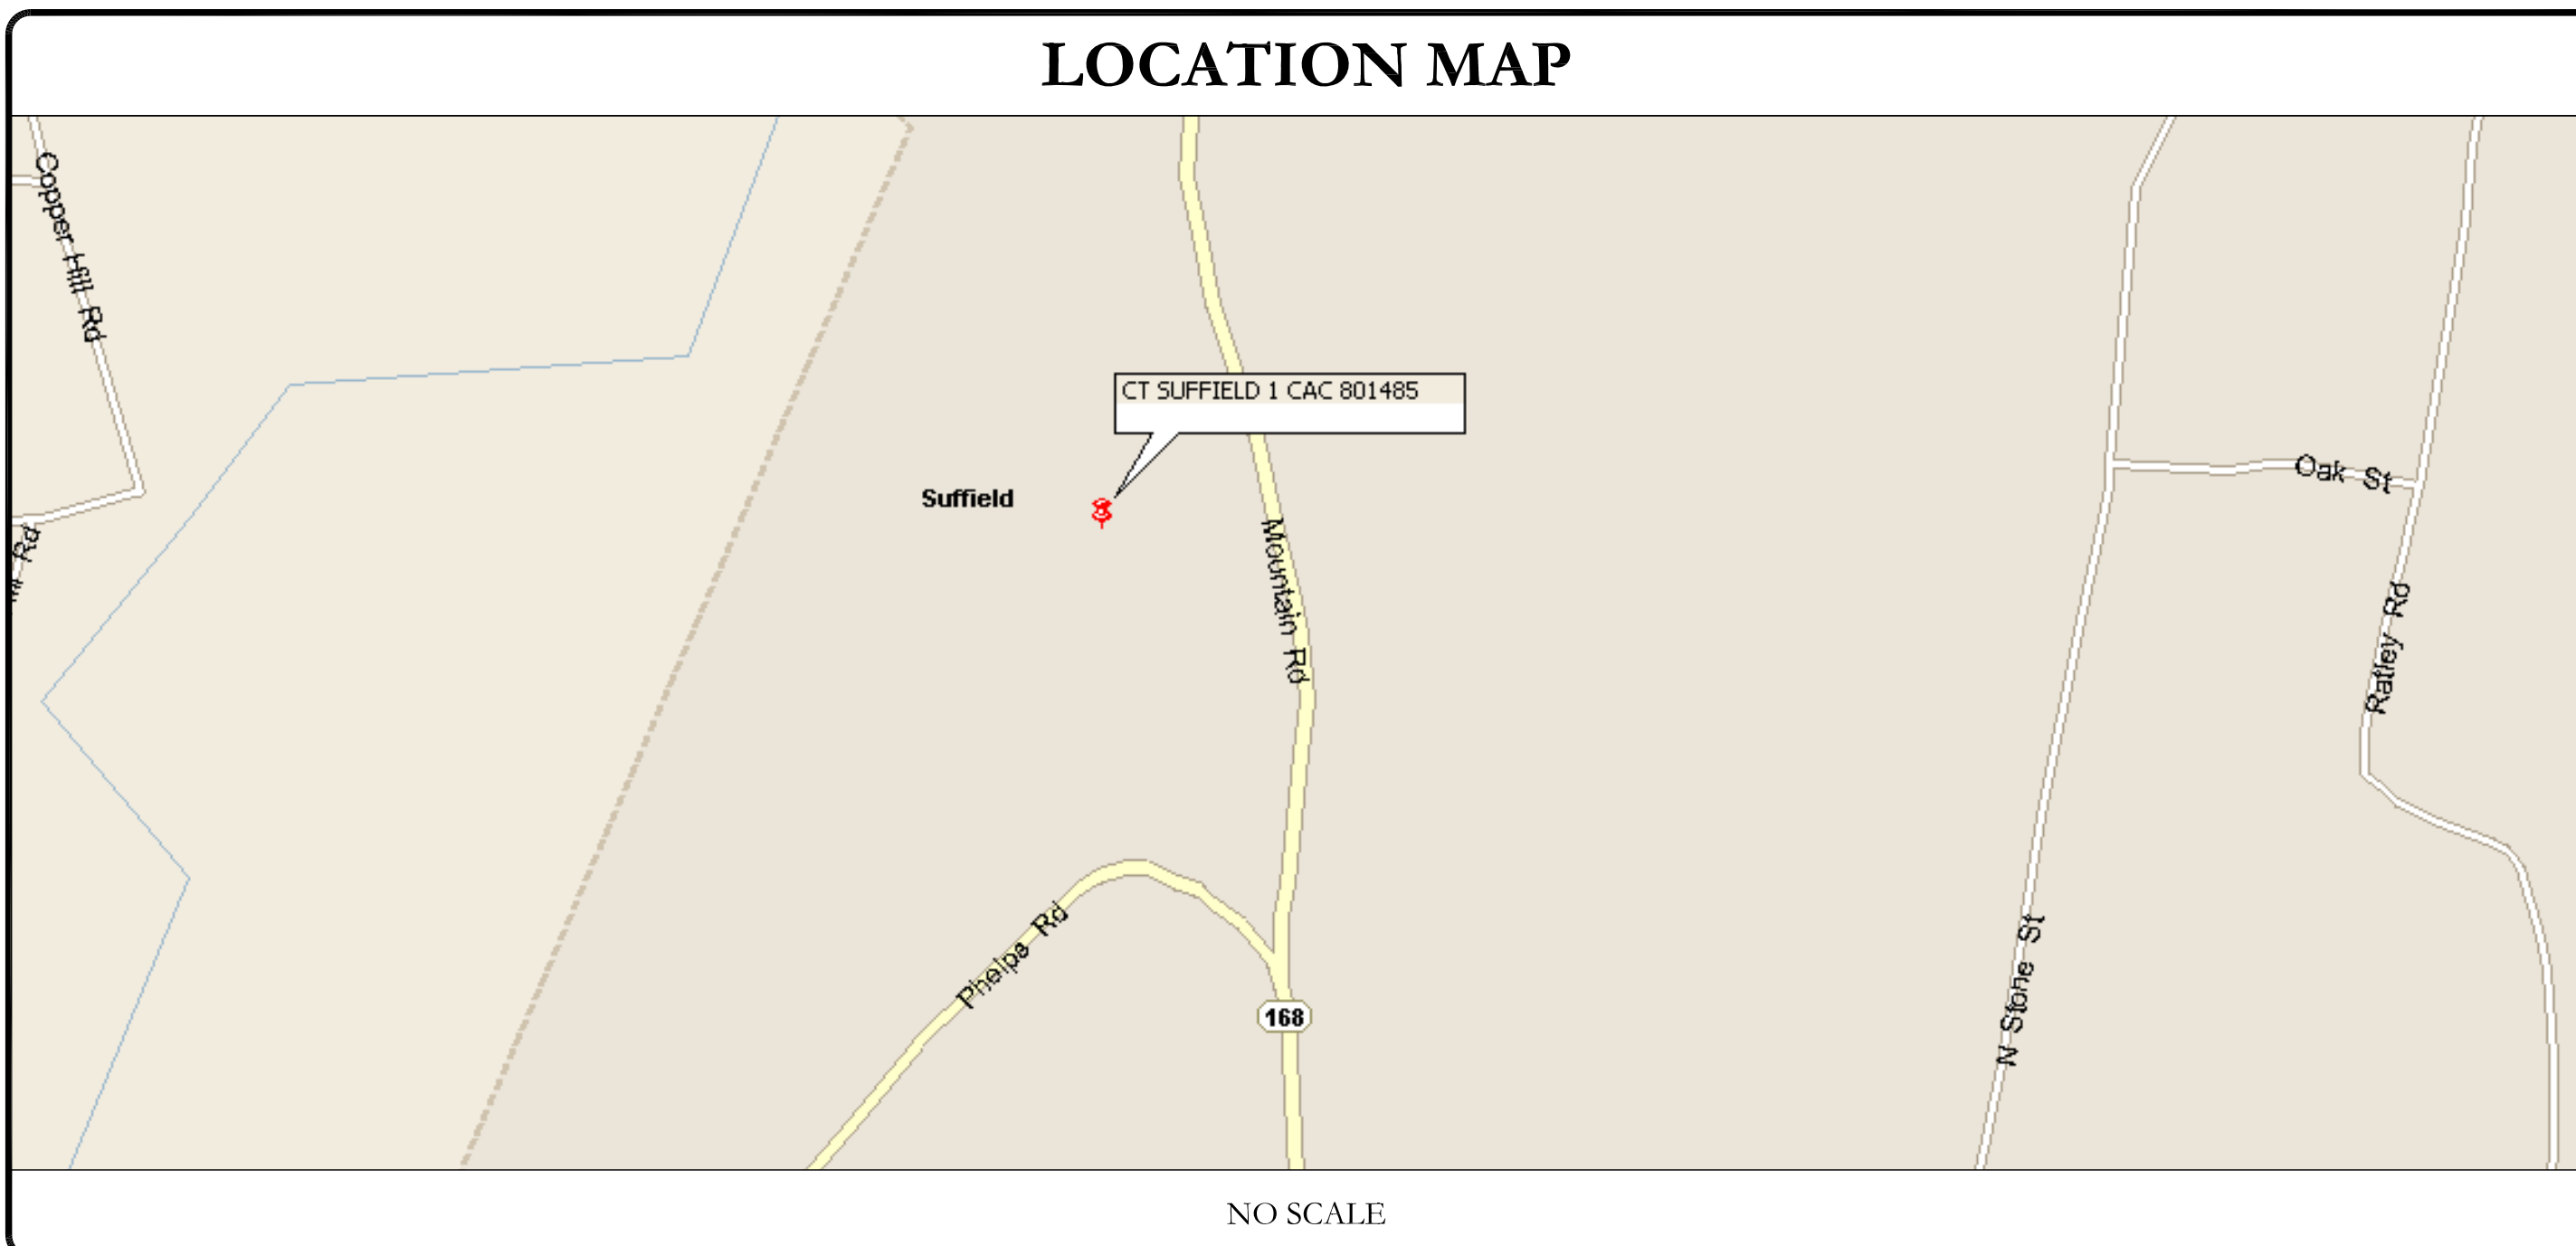 LOCATION MAP
Copper Hill Rd
CT SUFFIELD 1 CAC 801485
Suffield
Oak St
Rd
Mountain Rd
Ratley Rd
Phelps Rd
N Stone St
168
NO SCALE